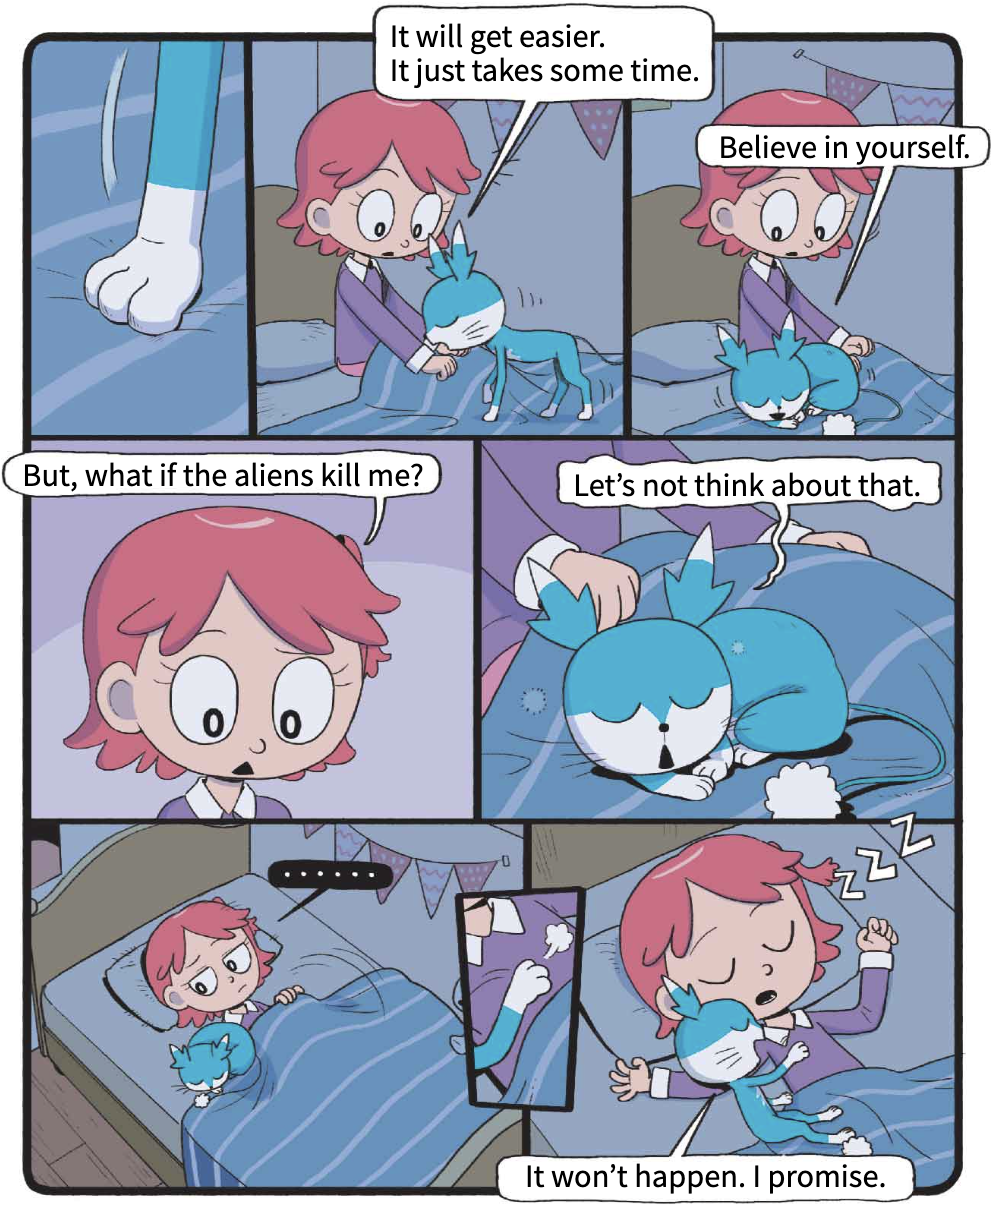 It will get easier.
It just takes some time.
Believe in yourself.
But, what if the aliens kill me?
Let's not think about that.
......
Z Z Z
It won't happen. I promise.